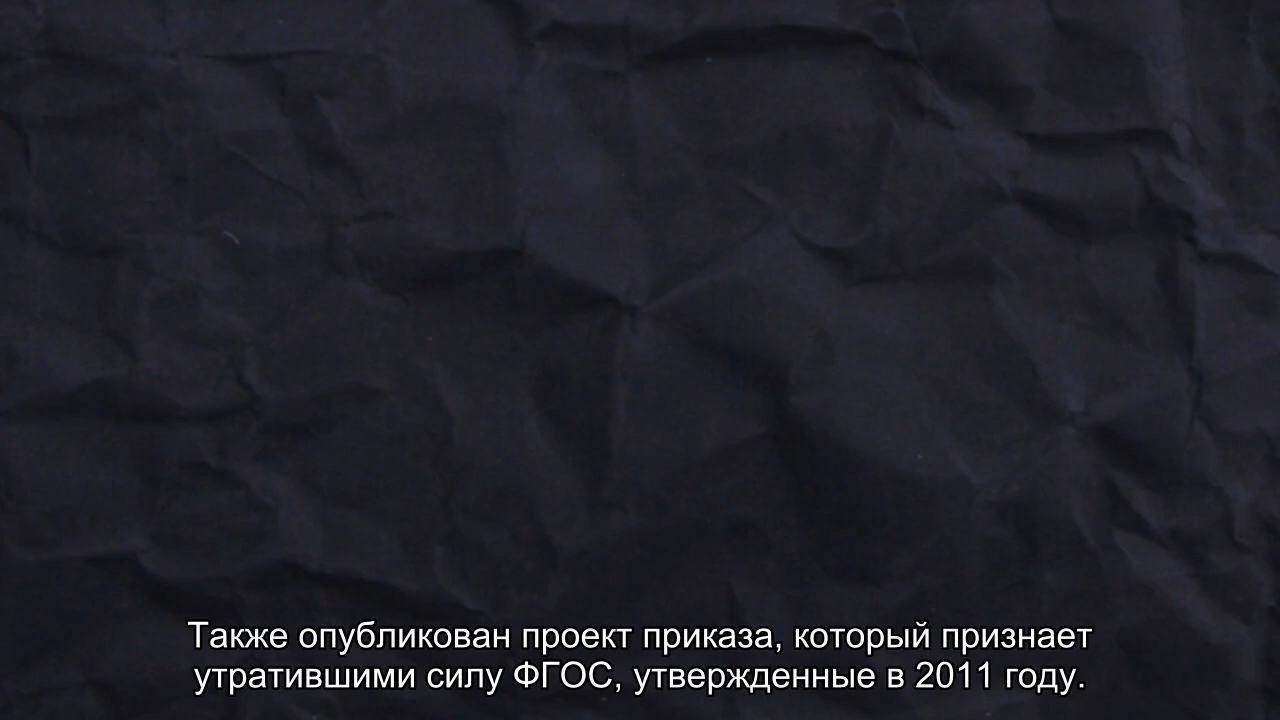 Также опубликован проект приказа, который признает
утратившими силу ФГОС, утвержденные в 2011 году.